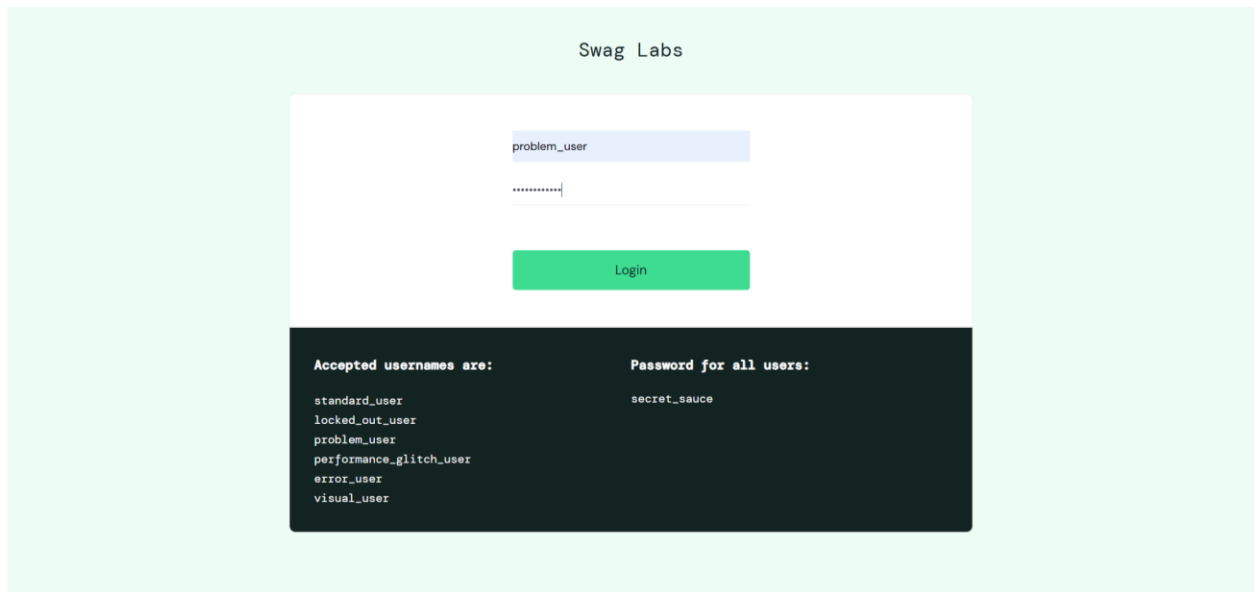 Swag Labs
problem_user
••••••••••••
Login
Accepted usernames are:
standard_user
locked_out_user
problem_user
performance_glitch_user
error_user
visual_user
Password for all users:
secret_sauce